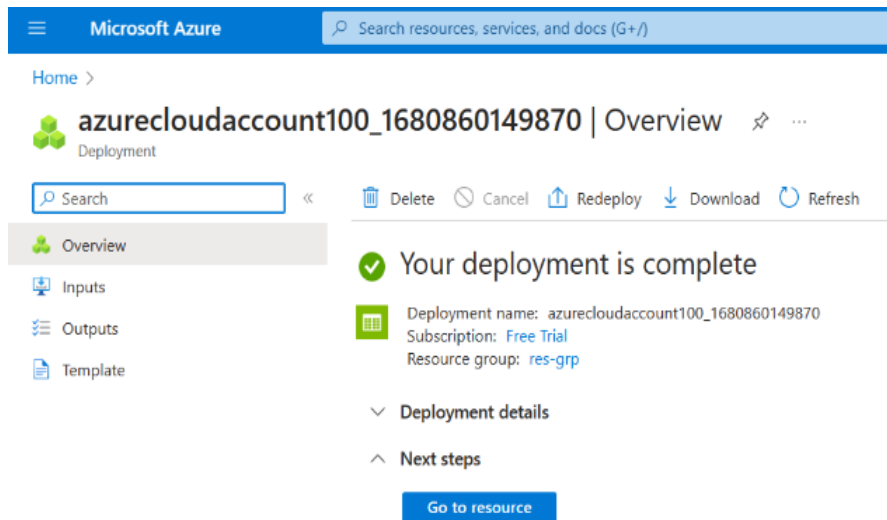 Microsoft Azure
Search resources, services, and docs (G+/)
Home >
azurecloudaccount100_1680860149870 | Overview
Deployment
Search
Delete
Cancel
Redeploy
Download
Refresh
Overview
Inputs
Outputs
Template
Your deployment is complete
Deployment name: azurecloudaccount100_1680860149870
Subscription: Free Trial
Resource group: res-grp
Deployment details
Next steps
Go to resource